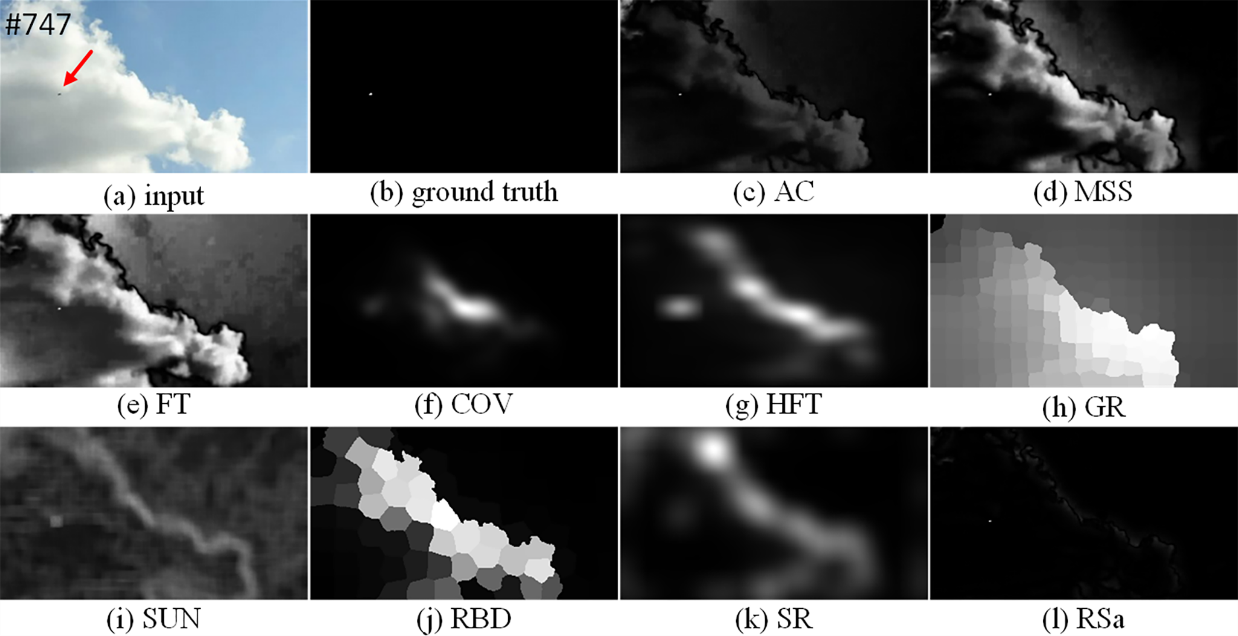 #747
(a) input
(b) ground truth
(c) AC
(d) MSS
(e) FT
(f) COV
(g) HFT
(h) GR
(i) SUN
(j) RBD
(k) SR
(l) RSa